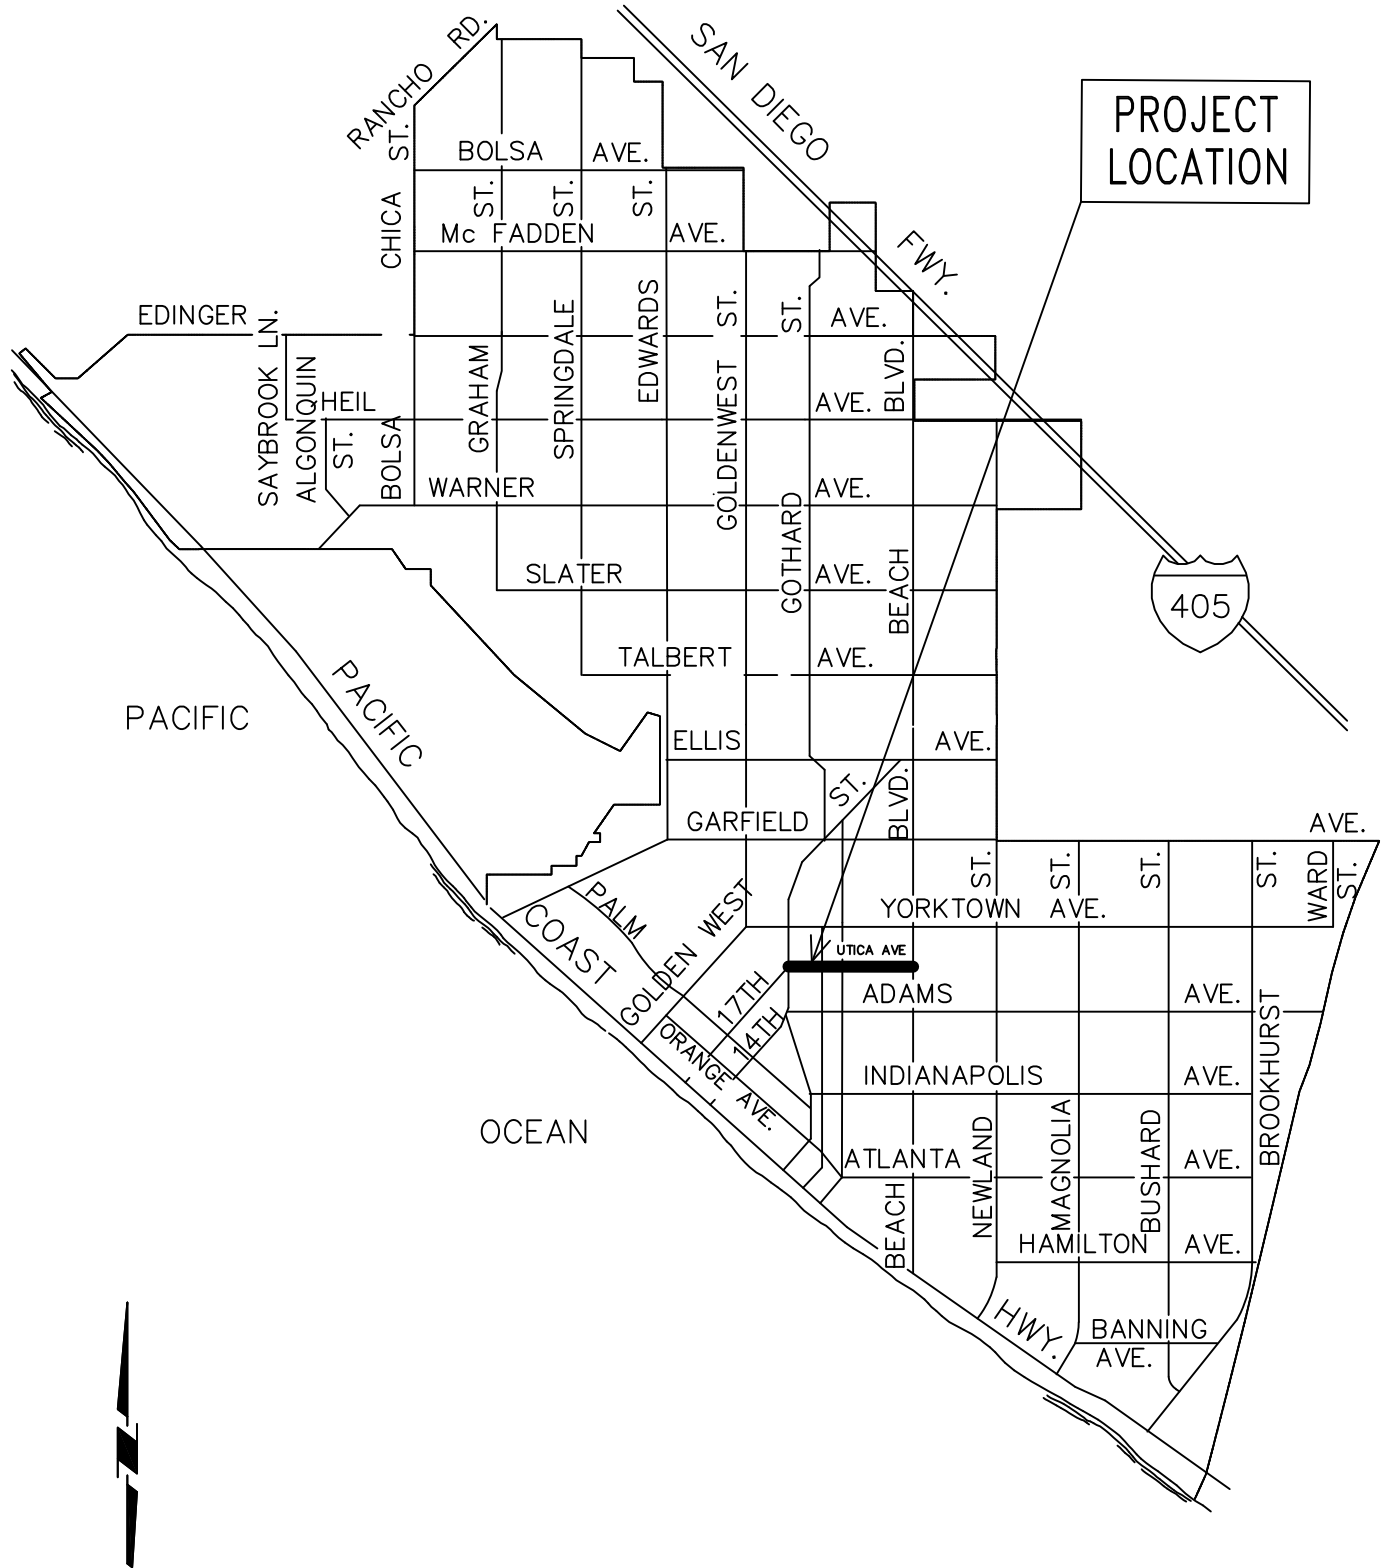 RANCHO RD.
SAN DIEGO
FWY.
PROJECT
LOCATION
BOLSA AVE.
CHICA ST.
ST.
ST.
ST.
Mc FADDEN AVE.
EDINGER
AVE.
SAYBROOK LN.
ALGONQUIN
ST.
HEIL
AVE.
BOLSA
GRAHAM
SPRINGDALE
EDWARDS
GOLDENWEST ST.
GOTHARD ST.
BEACH BLVD.
WARNER
AVE.
SLATER
AVE.
405
TALBERT
AVE.
PACIFIC
PACIFIC
ELLIS
AVE.
ST.
BLVD.
GARFIELD
AVE.
ST.
ST.
ST.
ST.
WARD
ST.
PALM
GOLDEN WEST
YORKTOWN AVE.
COAST
UTICA AVE
17TH
14TH
ADAMS
AVE.
ORANGE AVE.
INDIANAPOLIS
AVE.
BROOKHURST
OCEAN
ATLANTA
AVE.
BEACH
NEWLAND
MAGNOLIA
BUSHARD
HAMILTON
AVE.
HWY.
BANNING
AVE.